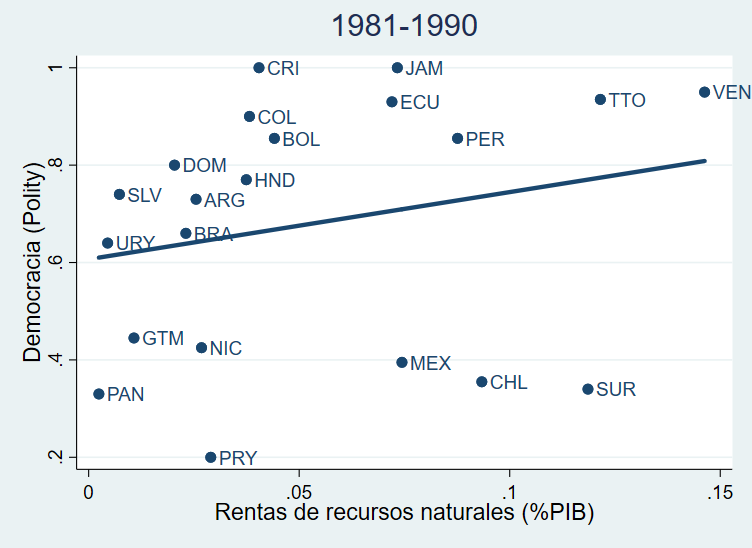 1981-1990
Democracia (Polity)
1
.8
.6
.4
.2
CRI
JAM
VEN
ECU
TTO
COL
BOL
PER
DOM
HND
SLV
ARG
BRA
URY
GTM
NIC
MEX
CHL
SUR
PAN
PRY
0
.05
.1
.15
Rentas de recursos naturales (%PIB)